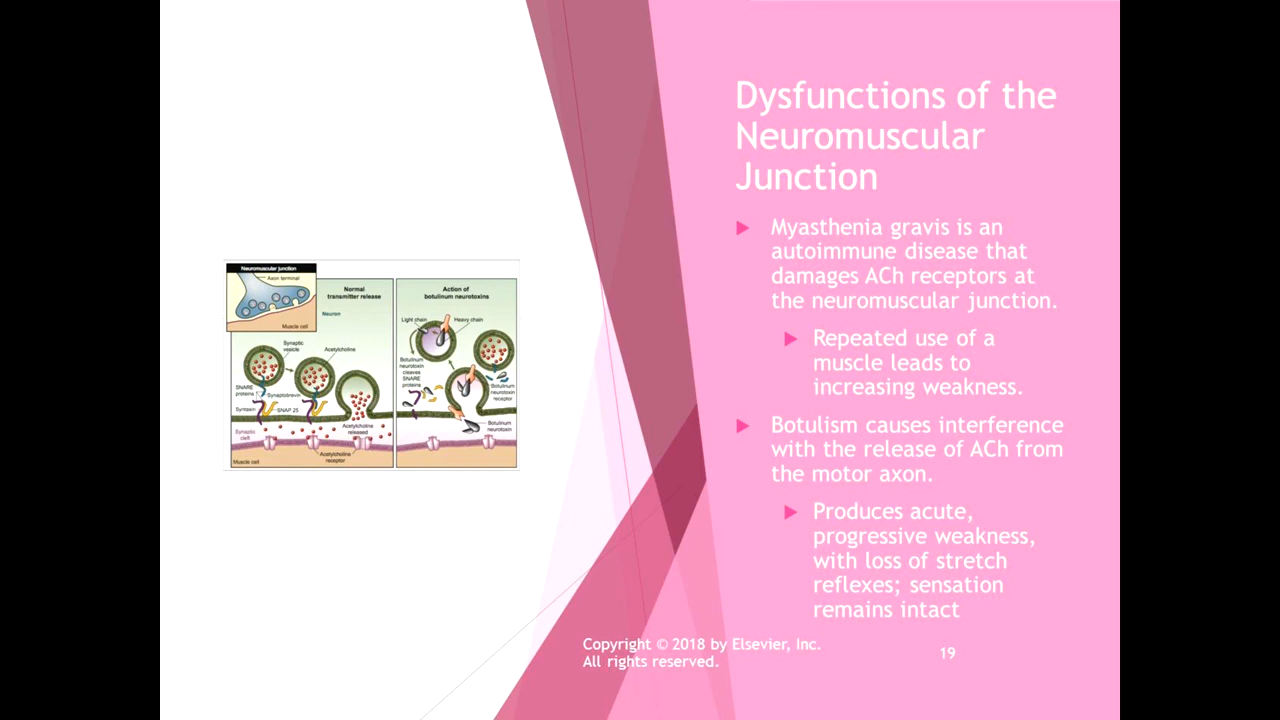 Dysfunctions of the
Neuromuscular
Junction
Myasthenia gravis is an
autoimmune disease that
damages ACh receptors at
the neuromuscular junction.
Repeated use of a
muscle leads to
increasing weakness.
Botulism causes interference
with the release of ACh from
the motor axon.
Produces acute,
progressive weakness,
with loss of stretch
reflexes; sensation
remains intact
Neuromuscular junction
Axon terminal
Muscle cell
Normal
transmitter release
Neuron
Synaptic
vesicle
Acetylcholine
SNARE
proteins
Synaptobrevin
Syntaxin
SNAP 25
Synaptic
cleft
Acetylcholine
released
Acetylcholine
receptor
Muscle cell
Action of
botulinum neurotoxins
Light chain
Heavy chain
Botulinum
neurotoxin
cleaves
SNARE
proteins
Botulinum
neurotoxin
receptor
Botulinum
neurotoxin
Copyright © 2018 by Elsevier, Inc.
All rights reserved.
19